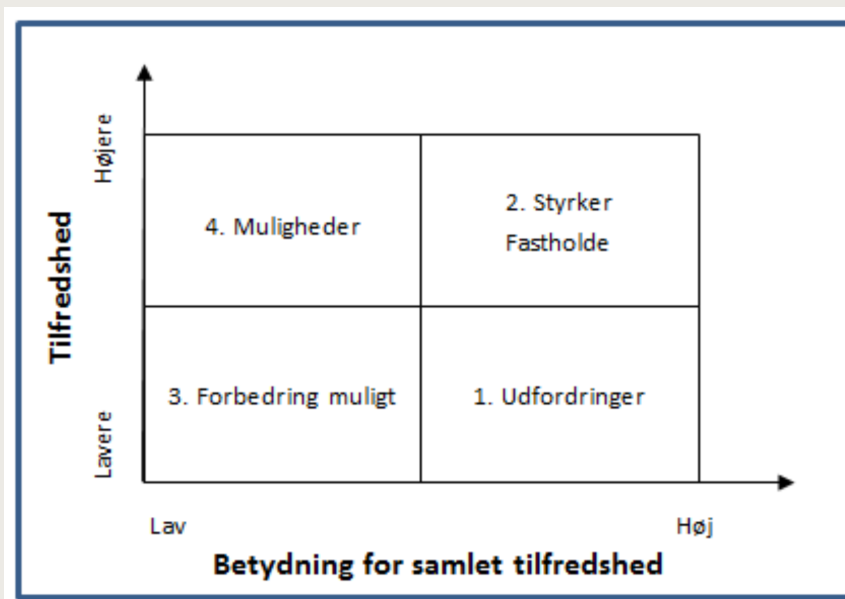 Højere
Tilfredshed
Lavere
4. Muligheder
2. Styrker
Fastholde
3. Forbedring muligt
1. Udfordringer
Lav
Høj
Betydning for samlet tilfredshed